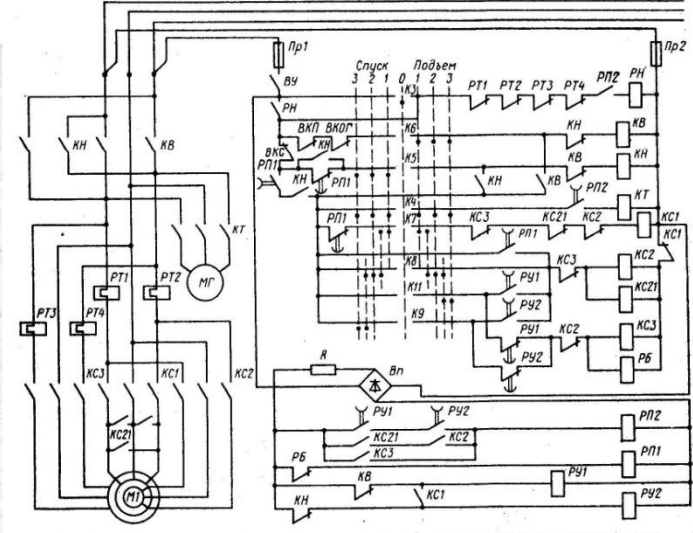 Пр1
Пр2
Спуск Подъем
3 2 1 0 1 2 3
ВУ
К3
РТ1 РТ2 РТ3 РТ4 РП2 РН
РН
К6
КН КВ
ВКП ВКОГ
КН
КН КВ
ВКС
РП1
К5
КВ КН
КН РП1
КН КВ РП2
К4
КТ
КТ
РП1
К7
КС3 КС21 КС2 КС1
КС1
РП1
МГ
К8
КС3 КС2
РУ1
К11
КС21
РТ1 РТ2
РУ2
К9
РТ3 РТ4
РУ1 КС2 КС3
РУ2 РБ
R Вп
КС3 КС1 КС2
РУ1 РУ2 РП2
КС21
КС21 КС2
КС3
РБ РП1
КВ РУ1
М1
КН КС1 РУ2